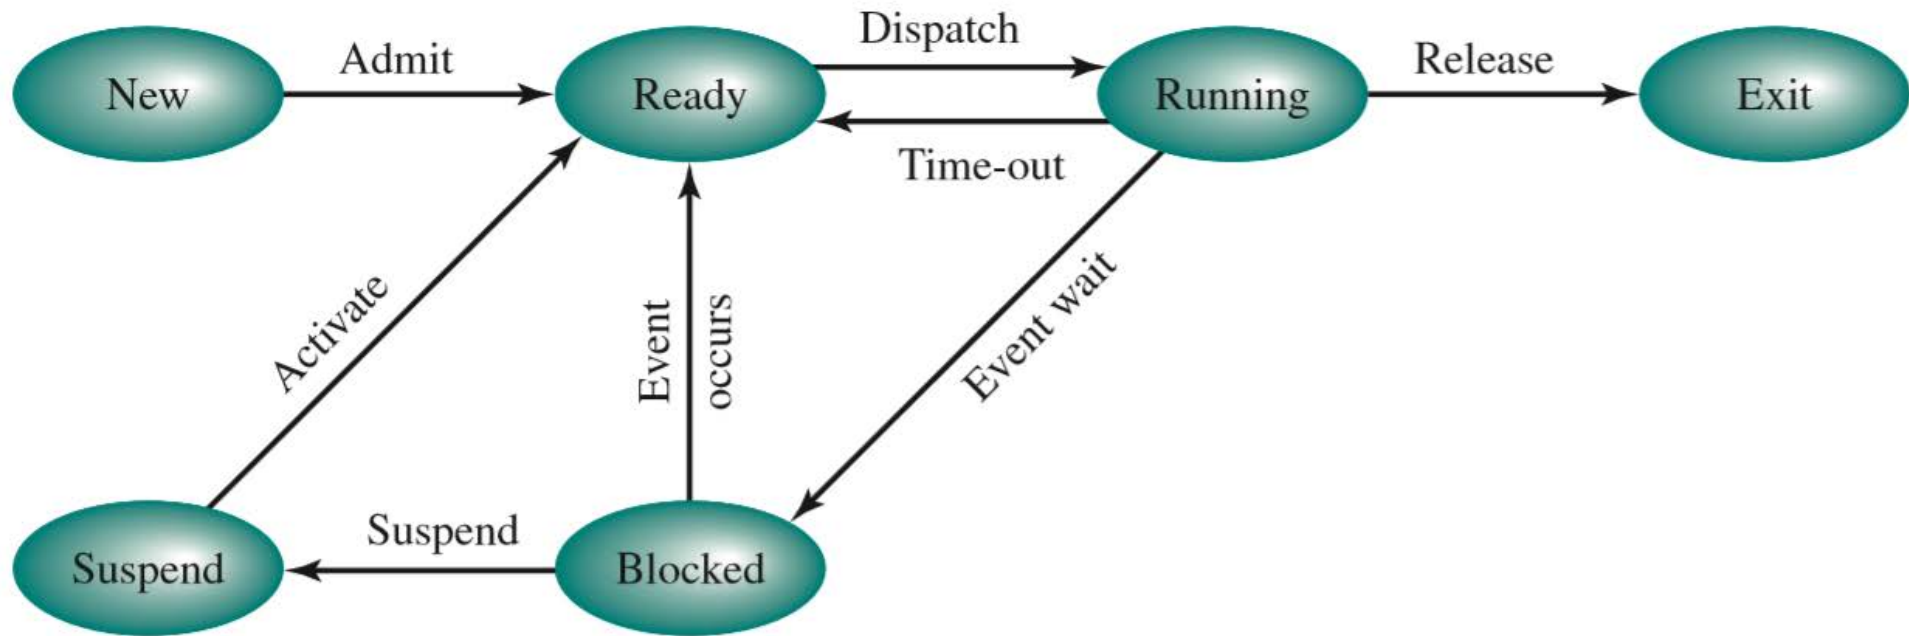 New
Admit
Ready
Dispatch
Time-out
Running
Release
Exit
Activate
Event
occurs
Event wait
Suspend
Suspend
Blocked